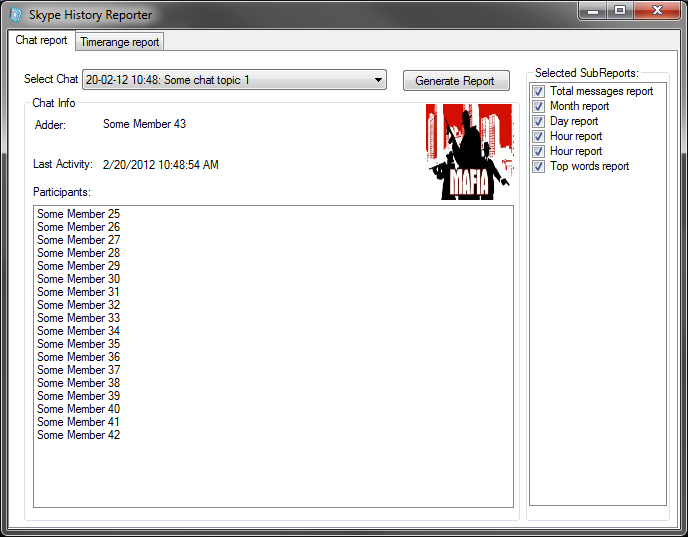 Skype History Reporter
Chat report
Timerange report
Select Chat
20-02-12 10:48: Some chat topic 1
Generate Report
Chat Info
Adder:
Some Member 43
MAFIA
Last Activity:
2/20/2012 10:48:54 AM
Participants:
Some Member 25
Some Member 26
Some Member 27
Some Member 28
Some Member 29
Some Member 30
Some Member 31
Some Member 32
Some Member 33
Some Member 34
Some Member 35
Some Member 36
Some Member 37
Some Member 38
Some Member 39
Some Member 40
Some Member 41
Some Member 42
Selected SubReports:
Total messages report
Month report
Day report
Hour report
Hour report
Top words report